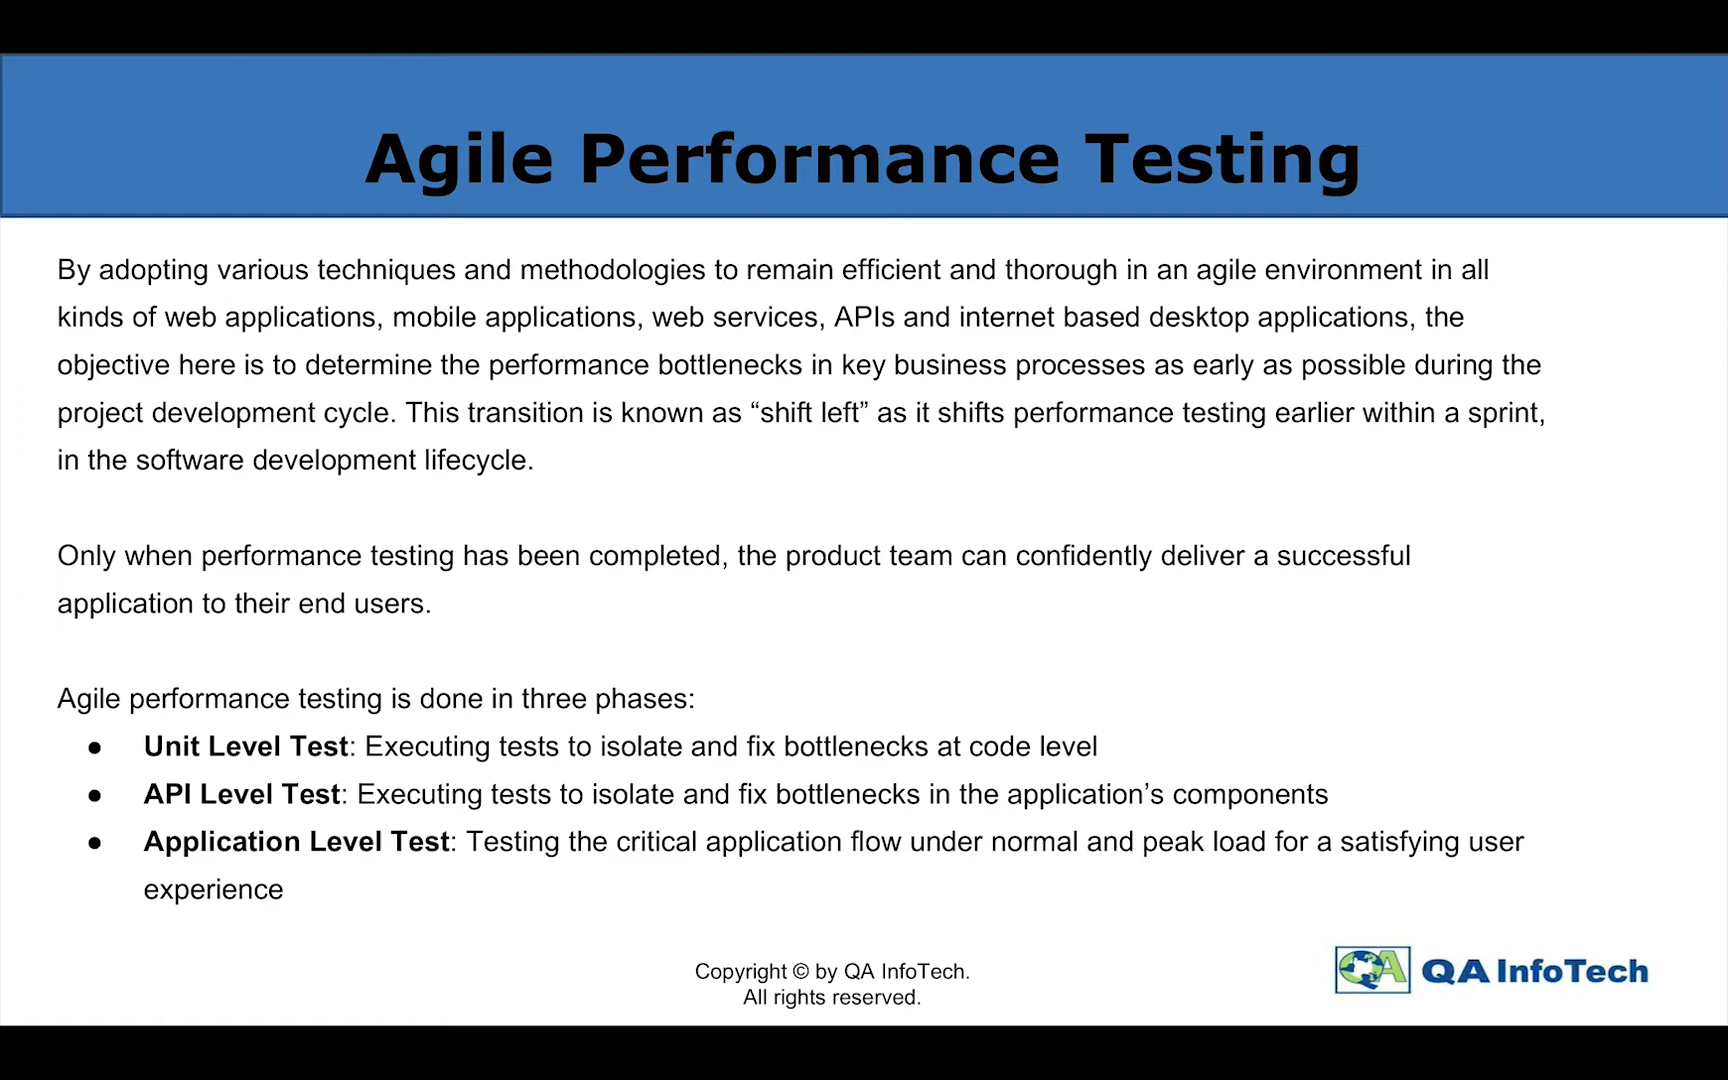 Agile Performance Testing
By adopting various techniques and methodologies to remain efficient and thorough in an agile environment in all
kinds of web applications, mobile applications, web services, APIs and internet based desktop applications, the
objective here is to determine the performance bottlenecks in key business processes as early as possible during the
project development cycle. This transition is known as “shift left” as it shifts performance testing earlier within a sprint,
in the software development lifecycle.
Only when performance testing has been completed, the product team can confidently deliver a successful
application to their end users.
Agile performance testing is done in three phases:
● Unit Level Test: Executing tests to isolate and fix bottlenecks at code level
● API Level Test: Executing tests to isolate and fix bottlenecks in the application’s components
● Application Level Test: Testing the critical application flow under normal and peak load for a satisfying user
experience
Copyright © by QA InfoTech.
All rights reserved.
QA QA InfoTech